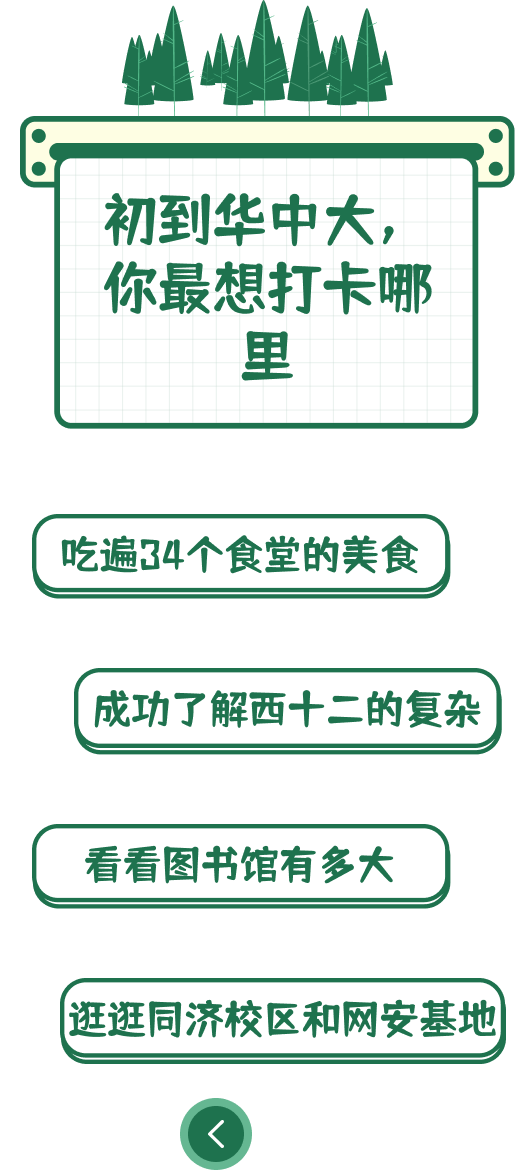 初到华中大，
你最想打卡哪
里
吃遍34个食堂的美食
成功了解西十二的复杂
看看图书馆有多大
逛逛同济校区和网安基地